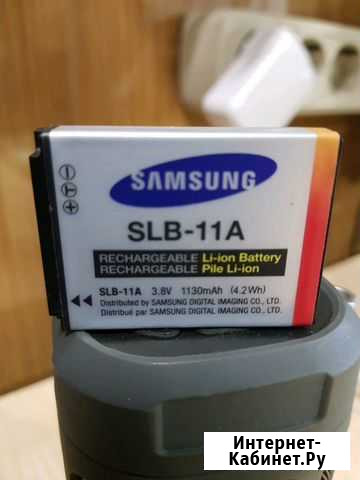 SAMSUNG
SLB-11A
RECHARGEABLE Li-ion Battery
RECHARGEABLE Pile Li-ion
SLB-11A 3.8V 1130mAh (4.2Wh)
Distributed by SAMSUNG DIGITAL IMAGING CO., LTD.
Distribué par SAMSUNG DIGITAL IMAGING CO., LTD.
Интернет-
Кабинет.Ру